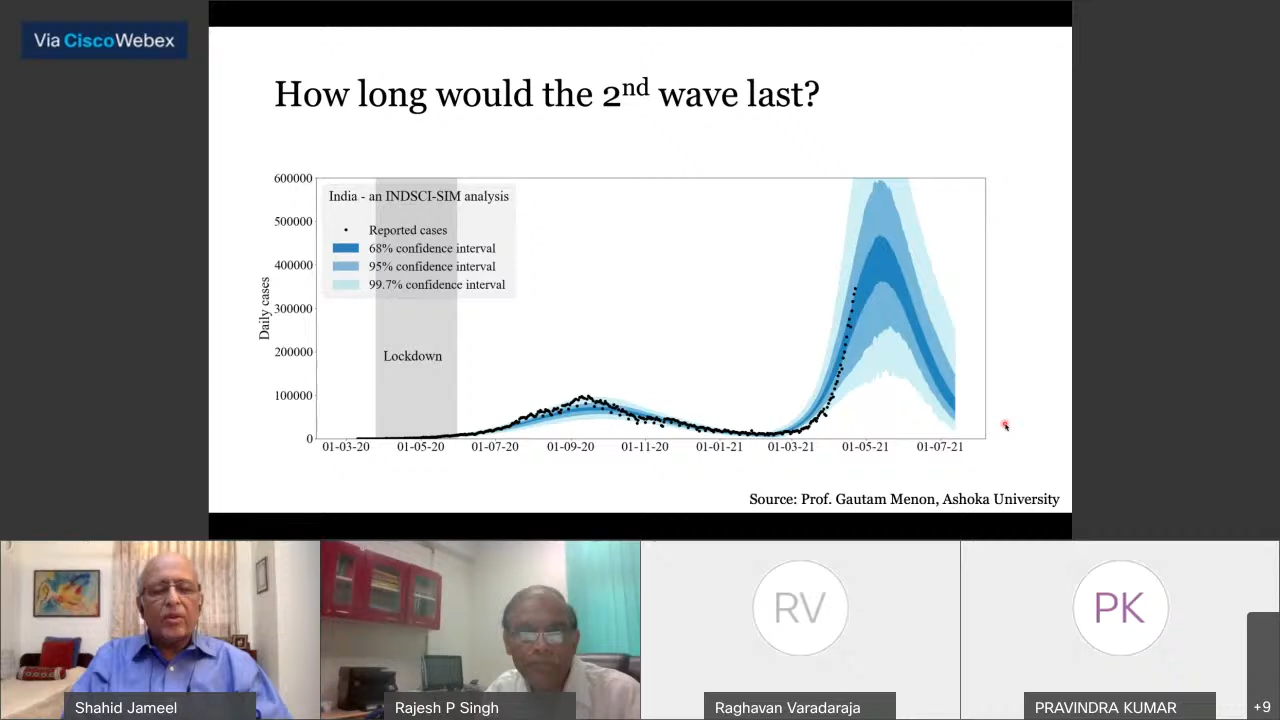 Via Cisco Webex
How long would the 2nd wave last?
600000
500000
400000
300000
200000
100000
0
Daily cases
India - an INDSCI-SIM analysis
Reported cases
68% confidence interval
95% confidence interval
99.7% confidence interval
Lockdown
01-03-20 01-05-20 01-07-20 01-09-20 01-11-20 01-01-21 01-03-21 01-05-21 01-07-21
Source: Prof. Gautam Menon, Ashoka University
RV PK
Shahid Jameel Rajesh P Singh Raghavan Varadaraja PRAVINDRA KUMAR +9